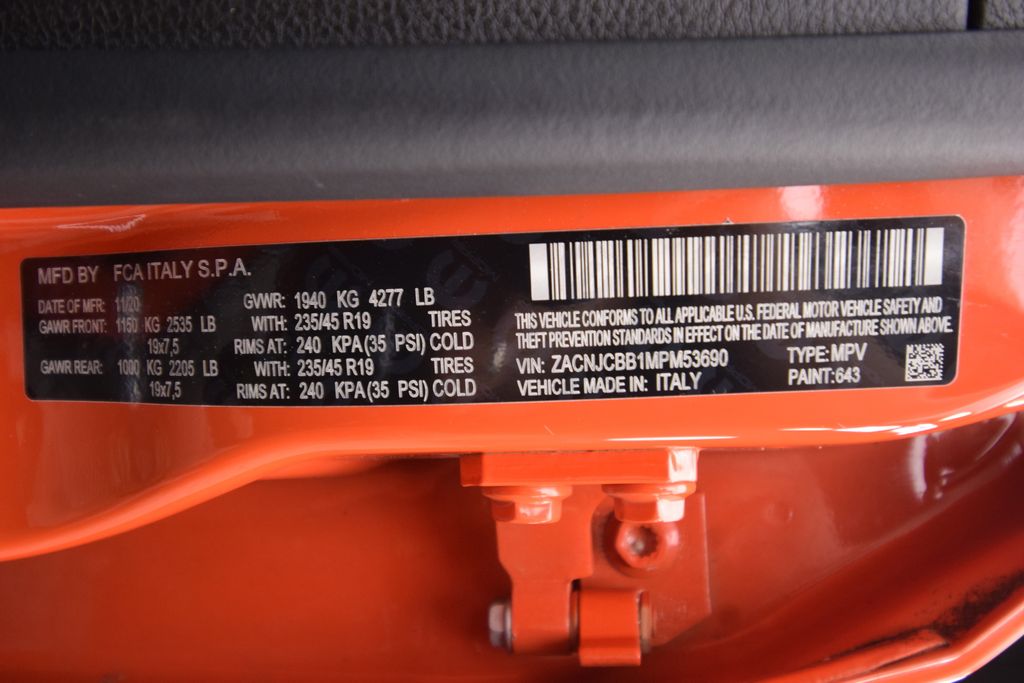 MFD BY FCA ITALY S.P.A.
DATE OF MFR: 11/20 GVWR: 1940 KG 4277 LB
GAWR FRONT: 1150 KG 2535 LB WITH: 235/45 R19 TIRES
19x7,5 RIMS AT: 240 KPA(35 PSI) COLD
GAWR REAR: 1000 KG 2205 LB WITH: 235/45 R19 TIRES
19x7,5 RIMS AT: 240 KPA(35 PSI) COLD
THIS VEHICLE CONFORMS TO ALL APPLICABLE U.S. FEDERAL MOTOR VEHICLE SAFETY AND
THEFT PREVENTION STANDARDS IN EFFECT ON THE DATE OF MANUFACTURE SHOWN ABOVE.
VIN: ZACNJCBB1MPM53690 TYPE: MPV
VEHICLE MADE IN: ITALY PAINT:643